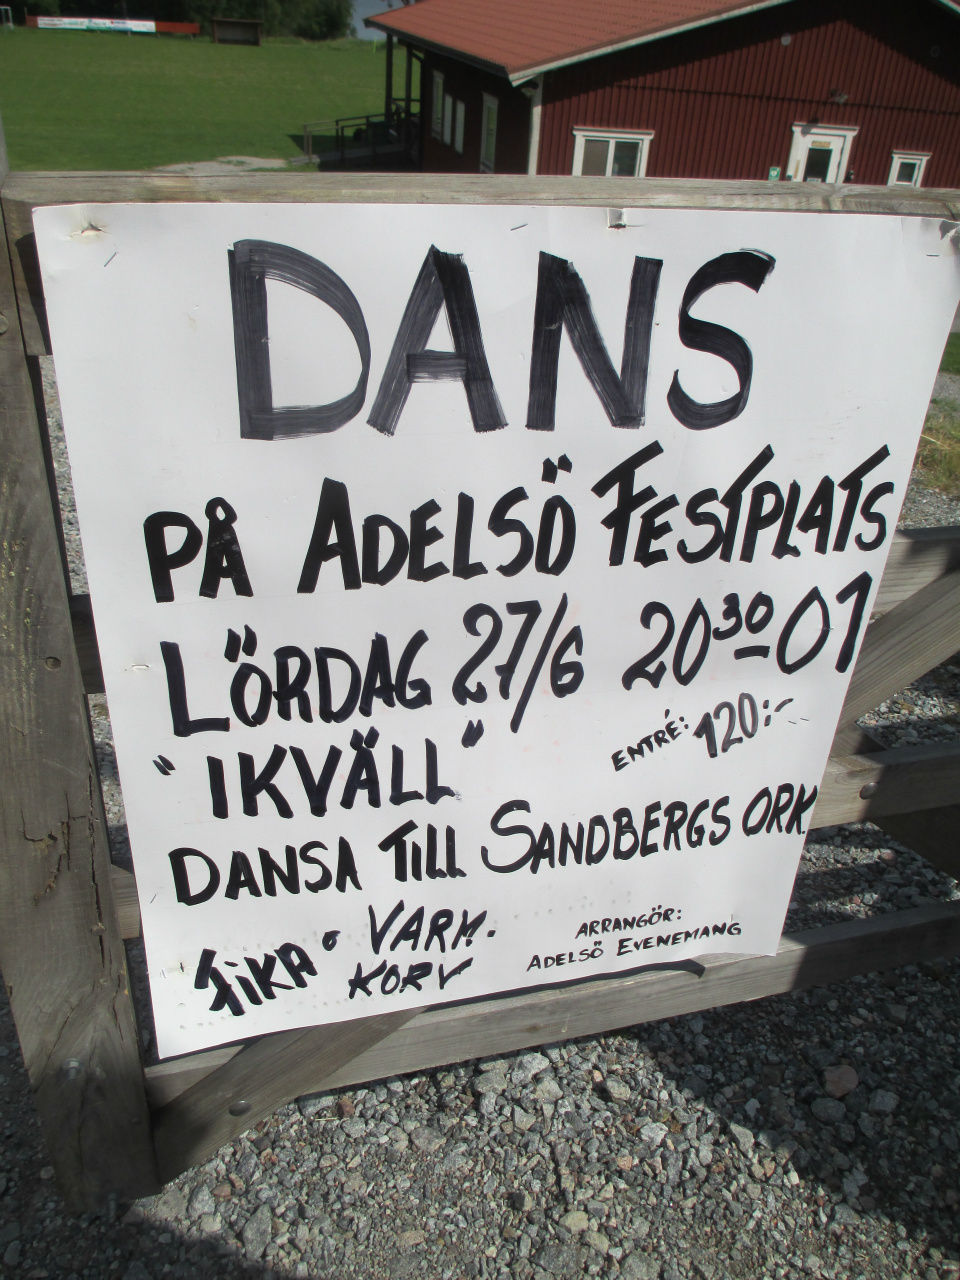 DANS
PÅ ADELSÖ FESTPLATS
LÖRDAG 27/6 20³⁰-01
"IKVÄLL"
ENTRÉ: 120:-
DANSA TILL SANDBERGS ORK.
FIKA o VARM.
KORV
ARRANGÖR:
ADELSÖ EVENEMANG